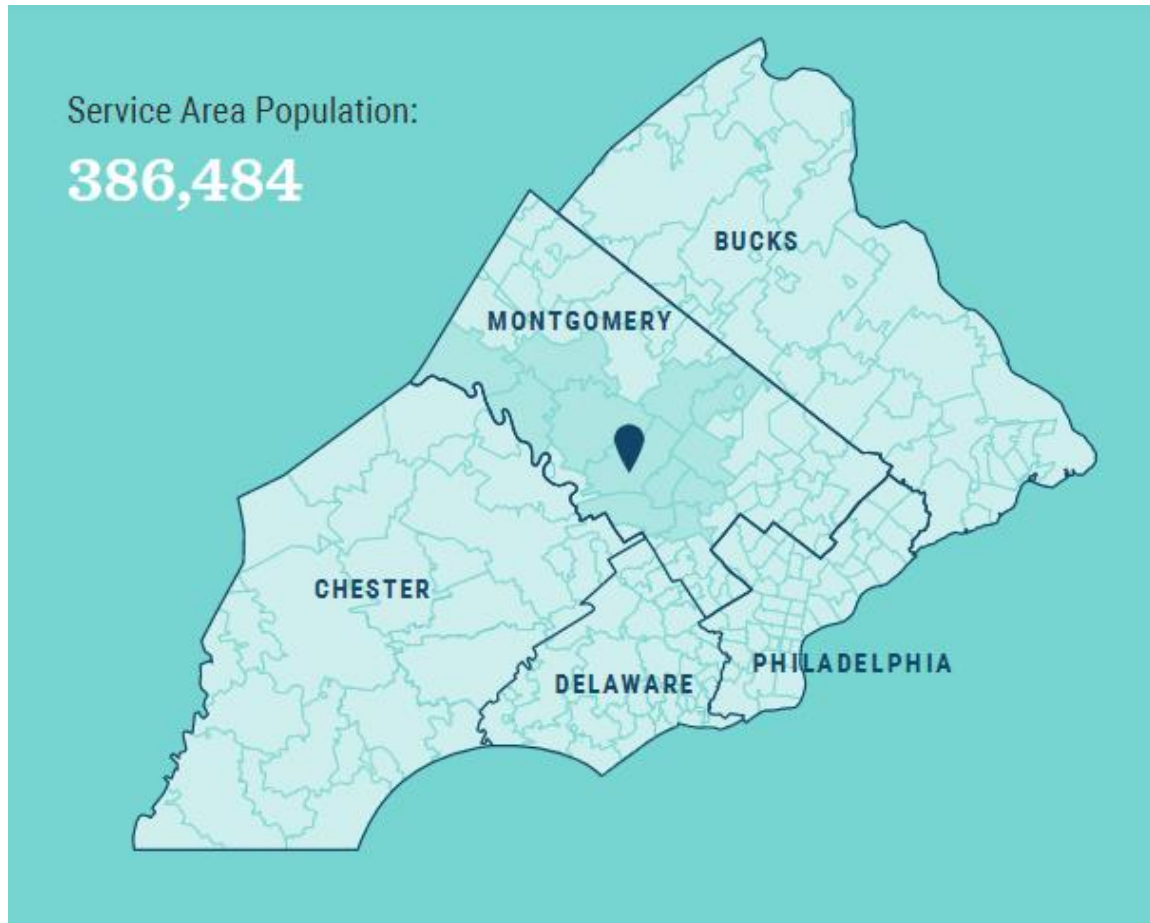 Service Area Population:
386,484
BUCKS
MONTGOMERY
CHESTER
PHILADELPHIA
DELAWARE